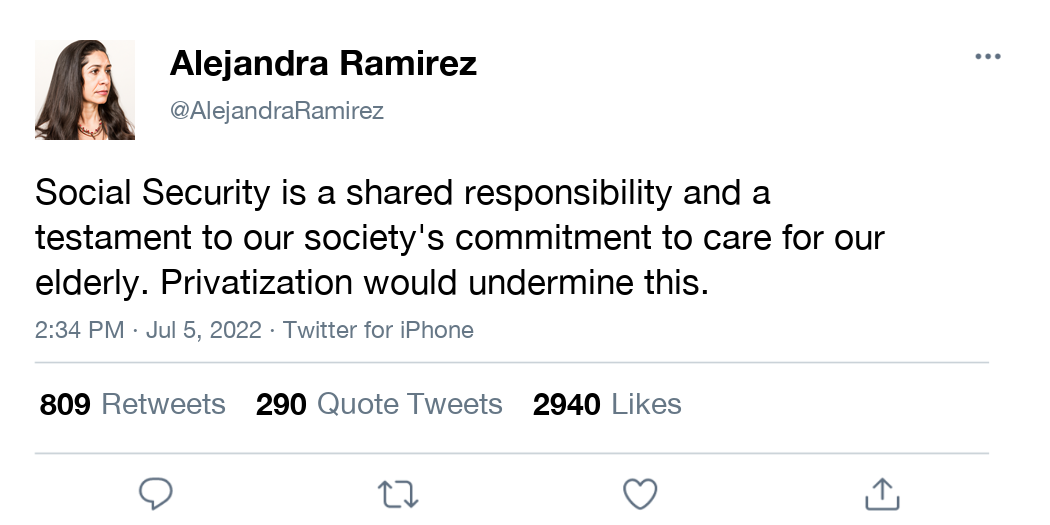 Alejandra Ramirez
@AlejandraRamirez
Social Security is a shared responsibility and a
testament to our society's commitment to care for our
elderly. Privatization would undermine this.
2:34 PM · Jul 5, 2022 · Twitter for iPhone
809 Retweets 290 Quote Tweets 2940 Likes